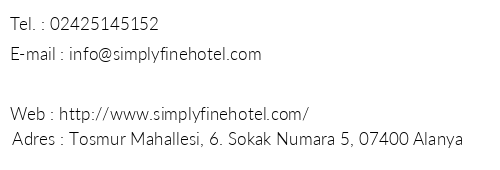 Tel. : 02425145152
E-mail : info@simplyfinehotel.com
Web : http://www.simplyfinehotel.com/
Adres : Tosmur Mahallesi, 6. Sokak Numara 5, 07400 Alanya